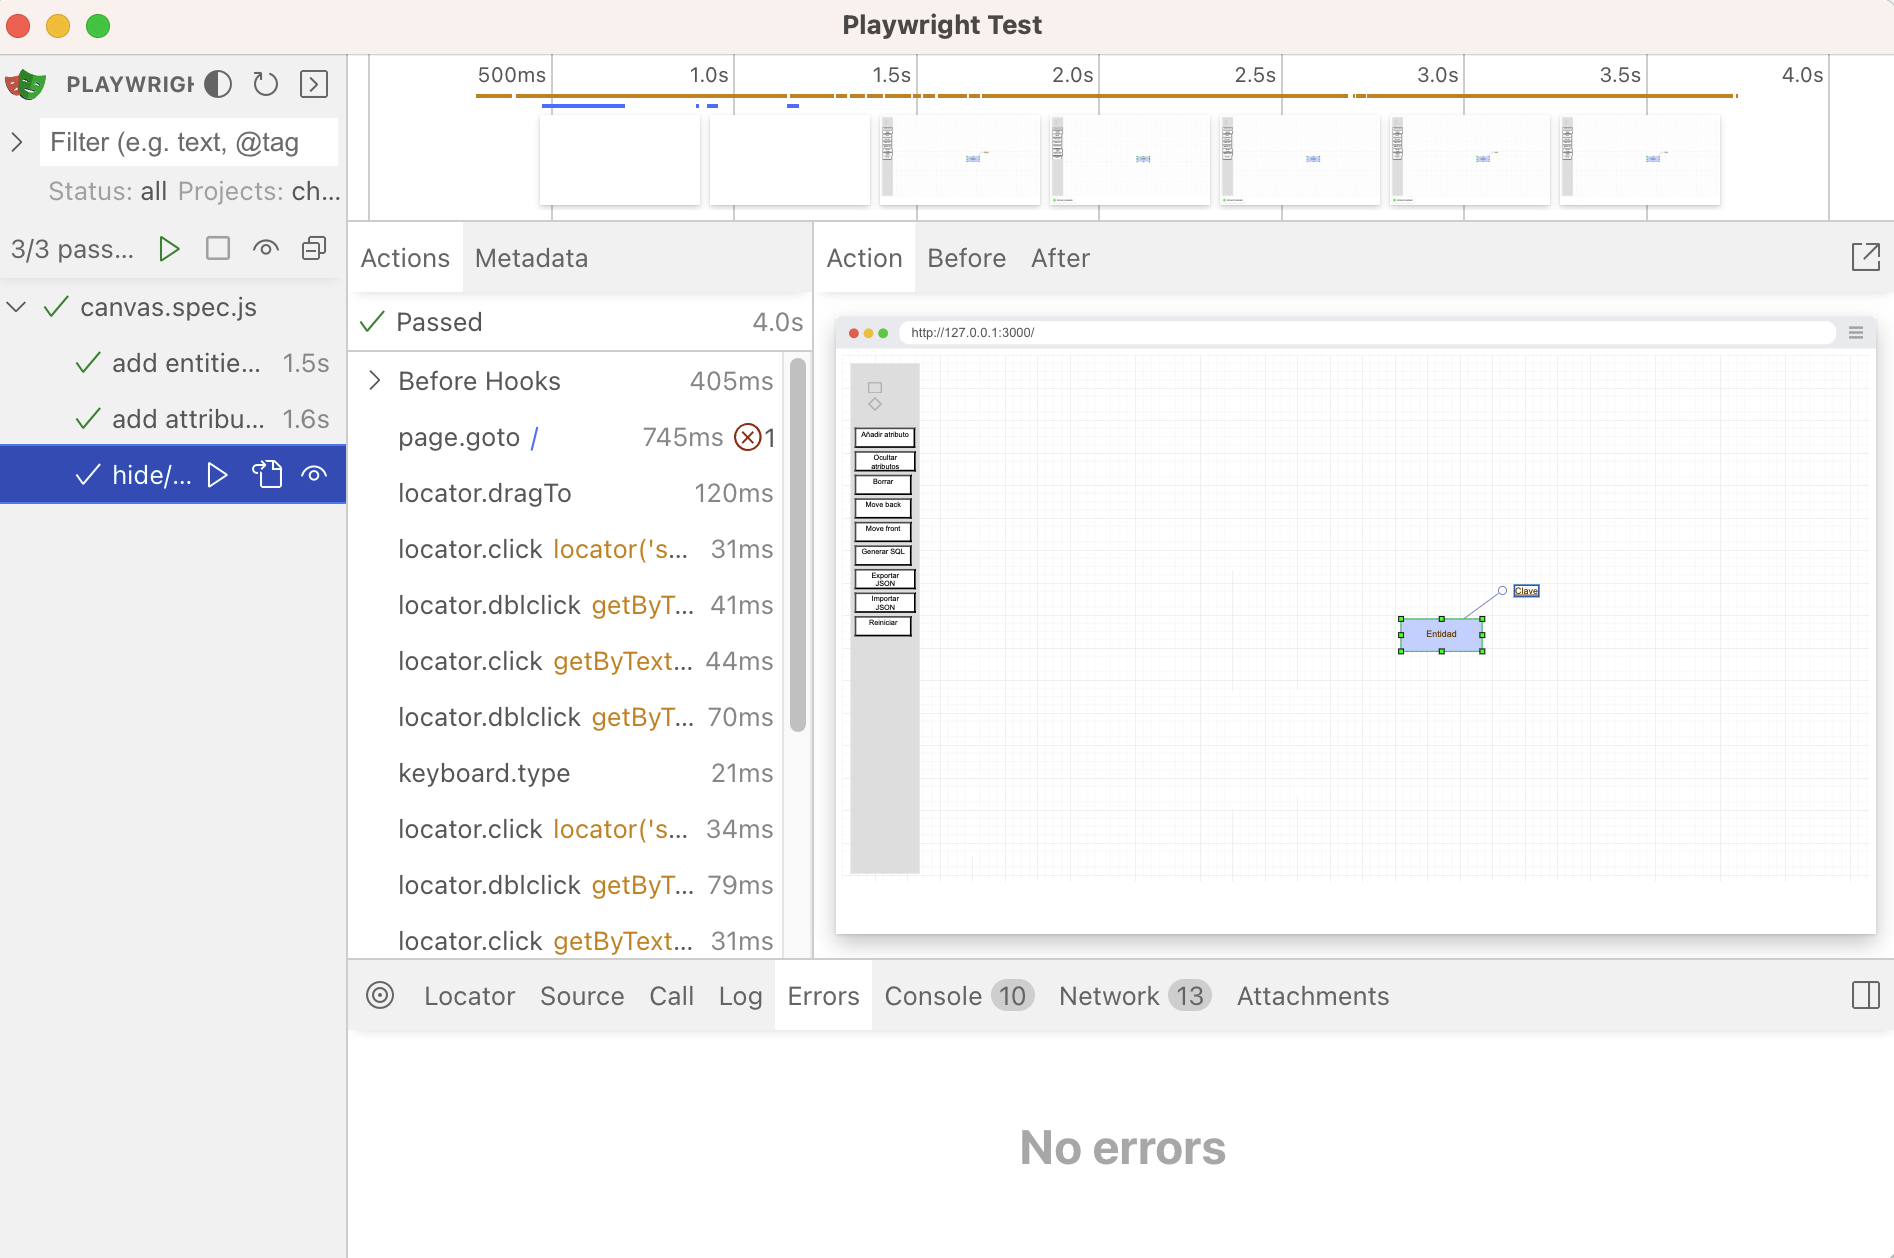 Playwright Test
PLAYWRIGH
Filter (e.g. text, @tag
Status: all Projects: ch...
3/3 pass...
canvas.spec.js
add entitie... 1.5s
add attribu... 1.6s
hide/...
500ms 1.0s 1.5s 2.0s 2.5s 3.0s 3.5s 4.0s
Actions Metadata
Passed 4.0s
Before Hooks 405ms
page.goto / 745ms 1
locator.dragTo 120ms
locator.click locator('s... 31ms
locator.dblclick getByT... 41ms
locator.click getByText... 44ms
locator.dblclick getByT... 70ms
keyboard.type 21ms
locator.click locator('s... 34ms
locator.dblclick getByT... 79ms
locator.click getByText... 31ms
Action Before After
http://127.0.0.1:3000/
Añadir atributo
Ocultar
atributos
Borrar
Move back
Move front
Generar SQL
Exportar
JSON
Importar
JSON
Reiniciar
Clave
Entidad
Locator Source Call Log Errors Console 10 Network 13 Attachments
No errors